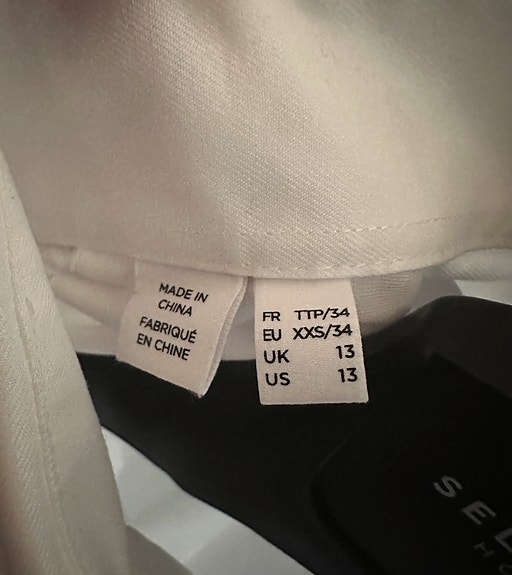 MADE IN
CHINA
FABRIQUÉ
EN CHINE
FR TTP/34
EU XXS/34
UK 13
US 13